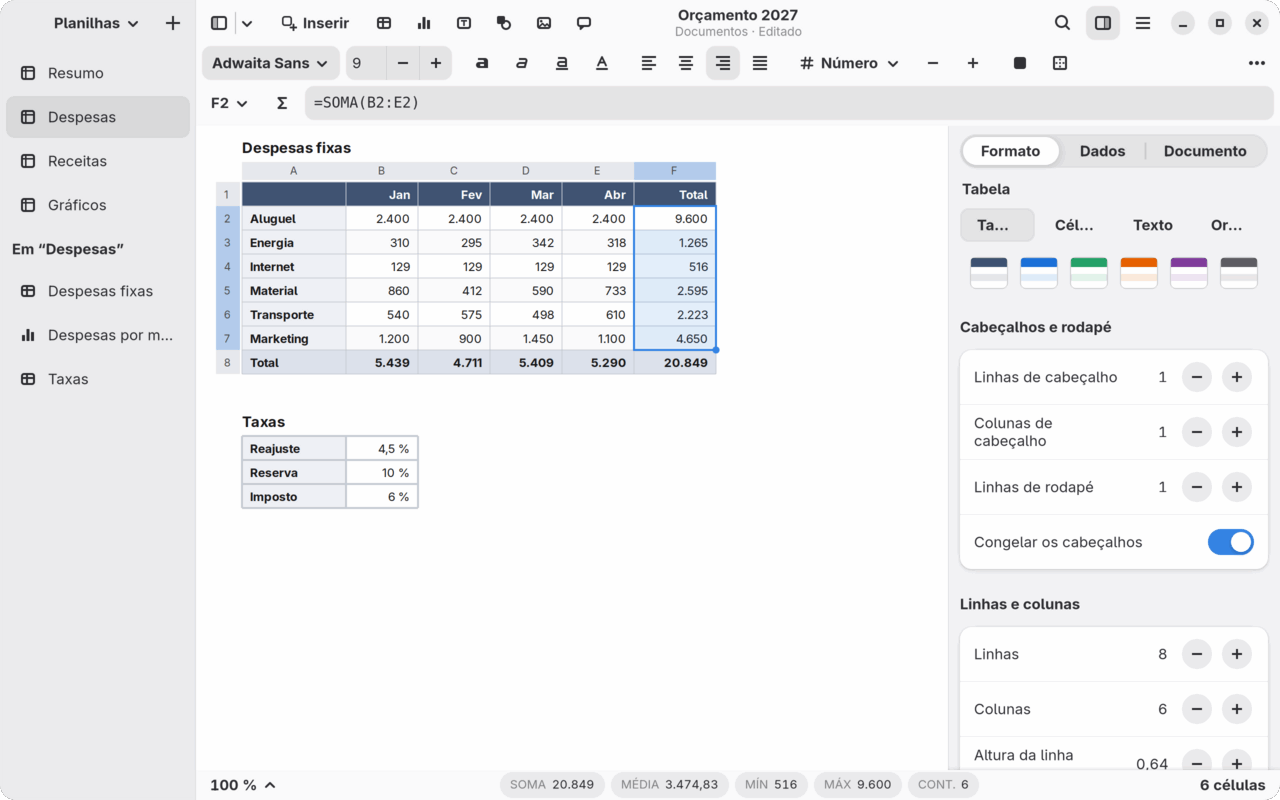 Planilhas
Inserir
Orçamento 2027
Documentos · Editado
Adwaita Sans
9
a a a A
# Número
F2
Σ
=SOMA(B2:E2)
Resumo
Despesas
Receitas
Gráficos
Em “Despesas”
Despesas fixas
Despesas por m...
Taxas
Despesas fixas
A B C D E F
1 Jan Fev Mar Abr Total
2 Aluguel 2.400 2.400 2.400 2.400 9.600
3 Energia 310 295 342 318 1.265
4 Internet 129 129 129 129 516
5 Material 860 412 590 733 2.595
6 Transporte 540 575 498 610 2.223
7 Marketing 1.200 900 1.450 1.100 4.650
8 Total 5.439 4.711 5.409 5.290 20.849
Taxas
Reajuste 4,5 %
Reserva 10 %
Imposto 6 %
Formato Dados Documento
Tabela
Ta... Cél... Texto Or...
Cabeçalhos e rodapé
Linhas de cabeçalho 1
Colunas de
cabeçalho 1
Linhas de rodapé 1
Congelar os cabeçalhos
Linhas e colunas
Linhas 8
Colunas 6
Altura da linha 0,64
100 %
SOMA 20.849
MÉDIA 3.474,83
MÍN 516
MÁX 9.600
CONT. 6
6 células